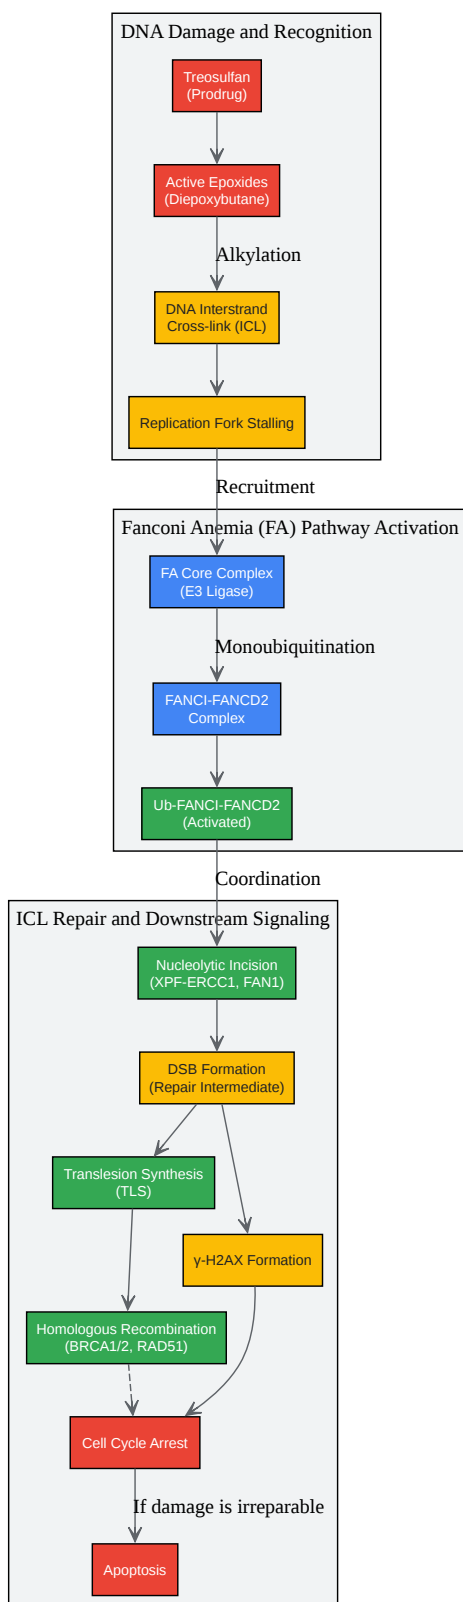 DNA Damage and Recognition
Treosulfan
(Prodrug)
Active Epoxides
(Diepoxybutane)
Alkylation
DNA Interstrand
Cross-link (ICL)
Replication Fork Stalling
Recruitment
Fanconi Anemia (FA) Pathway Activation
FA Core Complex
(E3 Ligase)
Monoubiquitination
FANCI-FANCD2
Complex
Ub-FANCI-FANCD2
(Activated)
Coordination
ICL Repair and Downstream Signaling
Nucleolytic Incision
(XPF-ERCC1, FAN1)
DSB Formation
(Repair Intermediate)
Translesion Synthesis
(TLS)
γ-H2AX Formation
Homologous Recombination
(BRCA1/2, RAD51)
Cell Cycle Arrest
If damage is irreparable
Apoptosis